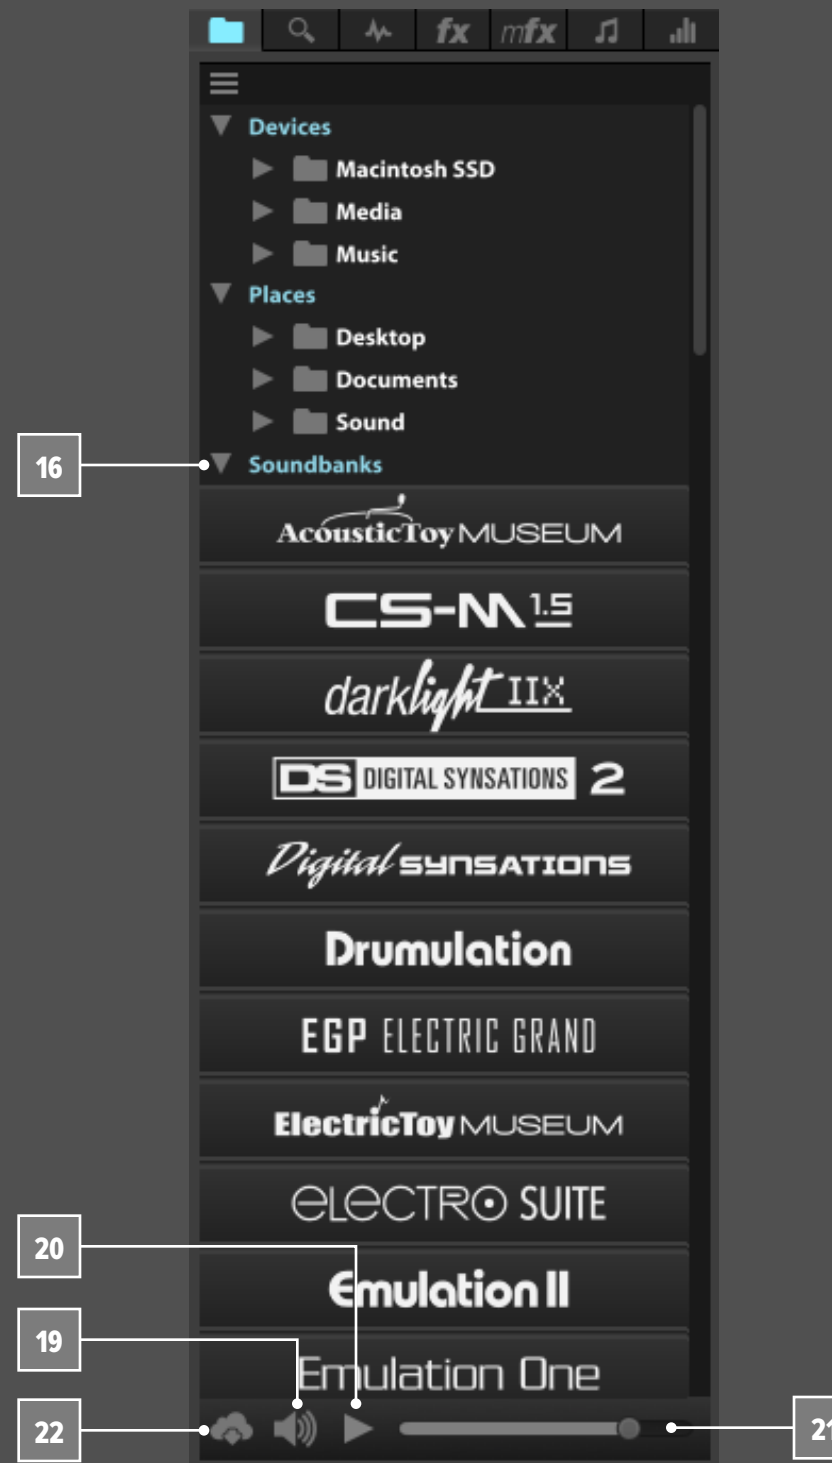 fx
mfx
Devices
Macintosh SSD
Media
Music
Places
Desktop
Documents
Sound
16
Soundbanks
AcousticToy MUSEUM
CS-M 1.5
darklight IIX
DS DIGITAL SYNSATIONS 2
Digital SYNSATIONS
Drumulation
EGP ELECTRIC GRAND
ElectricToy MUSEUM
ELECTRO SUITE
20
Emulation II
19
Emulation One
22
21